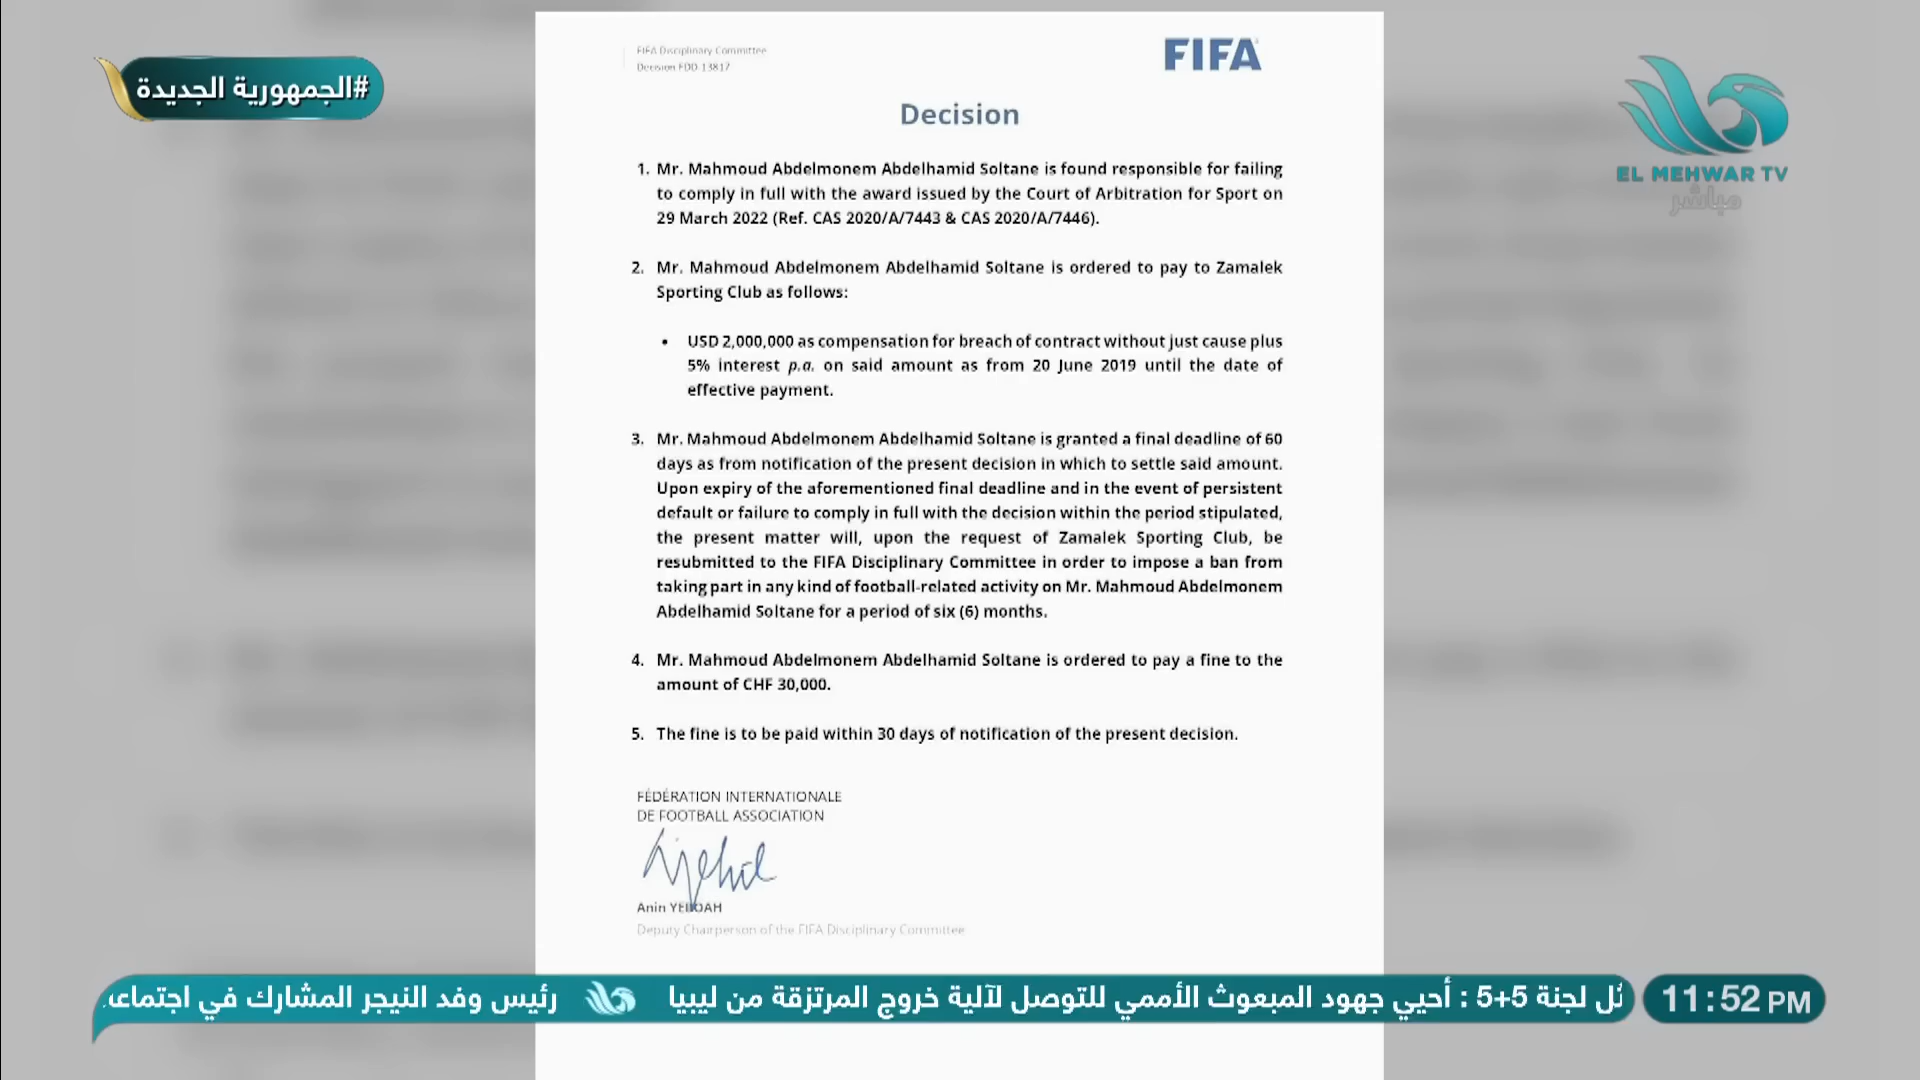 #الجمهورية الجديدة
EL MEHWAR TV
مباشر
FIFA Disciplinary Committee
Decision FDD-13817
FIFA
Decision
1. Mr. Mahmoud Abdelmonem Abdelhamid Soltane is found responsible for failing
to comply in full with the award issued by the Court of Arbitration for Sport on
29 March 2022 (Ref. CAS 2020/A/7443 & CAS 2020/A/7446).
2. Mr. Mahmoud Abdelmonem Abdelhamid Soltane is ordered to pay to Zamalek
Sporting Club as follows:
• USD 2,000,000 as compensation for breach of contract without just cause plus
5% interest p.a. on said amount as from 20 June 2019 until the date of
effective payment.
3. Mr. Mahmoud Abdelmonem Abdelhamid Soltane is granted a final deadline of 60
days as from notification of the present decision in which to settle said amount.
Upon expiry of the aforementioned final deadline and in the event of persistent
default or failure to comply in full with the decision within the period stipulated,
the present matter will, upon the request of Zamalek Sporting Club, be
resubmitted to the FIFA Disciplinary Committee in order to impose a ban from
taking part in any kind of football-related activity on Mr. Mahmoud Abdelmonem
Abdelhamid Soltane for a period of six (6) months.
4. Mr. Mahmoud Abdelmonem Abdelhamid Soltane is ordered to pay a fine to the
amount of CHF 30,000.
5. The fine is to be paid within 30 days of notification of the present decision.
FÉDÉRATION INTERNATIONALE
DE FOOTBALL ASSOCIATION
Anin YEBOAH
Deputy Chairperson of the FIFA Disciplinary Committee
لجنة 5+5 : أحيي جهود المبعوث الأممي للتوصل لآلية خروج المرتزقة من ليبيا رئيس وفد النيجر المشارك في
11:52 PM